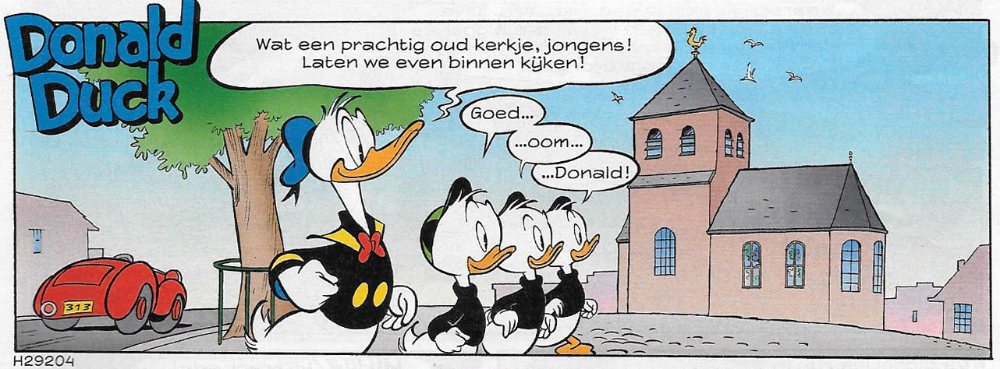 Donald
Duck
Wat een prachtig oud kerkje, jongens!
Laten we even binnen kijken!
Goed...
...oom...
...Donald!
313
H29204